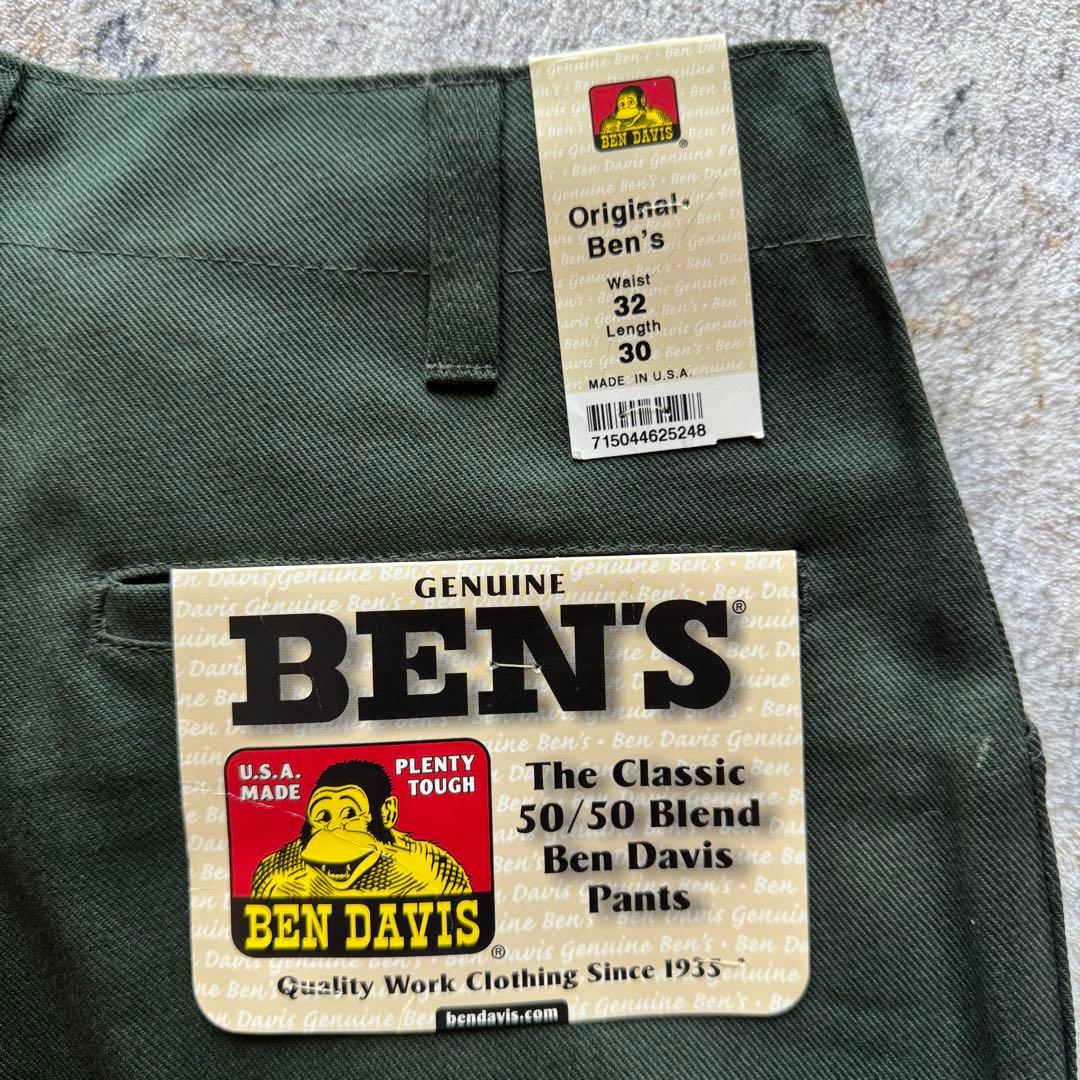 BEN DAVIS
®
Original
Ben's
Waist
32
Length
30
MADE IN U.S.A.
715044625248
GENUINE
BEN'S®
U.S.A.
MADE
PLENTY
TOUGH
BEN DAVIS
®
The Classic
50/50 Blend
Ben Davis
Pants
Quality Work Clothing Since 1935
bendavis.com